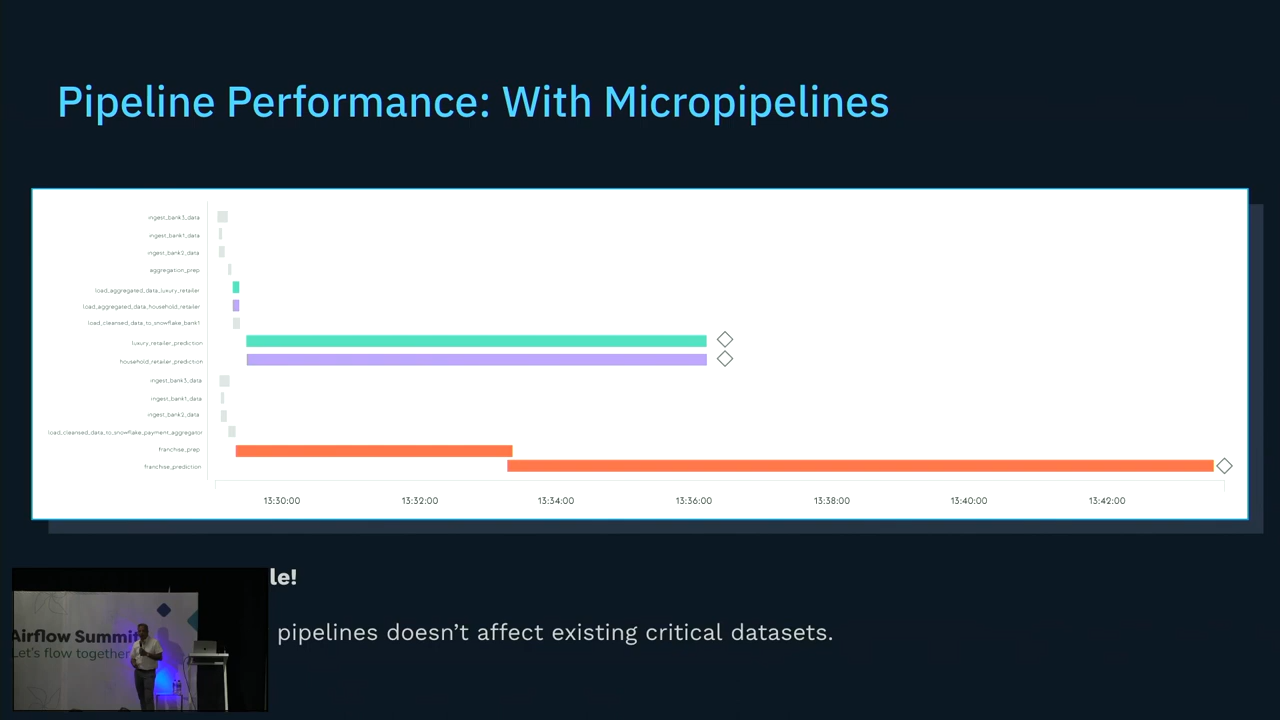 Pipeline Performance: With Micropipelines
ingest_bank3_data
ingest_bank1_data
ingest_bank2_data
aggregation_prep
load_aggregated_data_luxury_retailer
load_aggregated_data_household_retailer
load_cleansed_data_to_snowflake_bank1
luxury_retailer_prediction
household_retailer_prediction
ingest_bank3_data
ingest_bank1_data
ingest_bank2_data
load_cleansed_data_to_snowflake_payment_aggregator
franchise_prep
franchise_prediction
13:30:00 13:32:00 13:34:00 13:36:00 13:38:00 13:40:00 13:42:00
le!
pipelines doesn't affect existing critical datasets.
Airflow Summit
Let's flow together